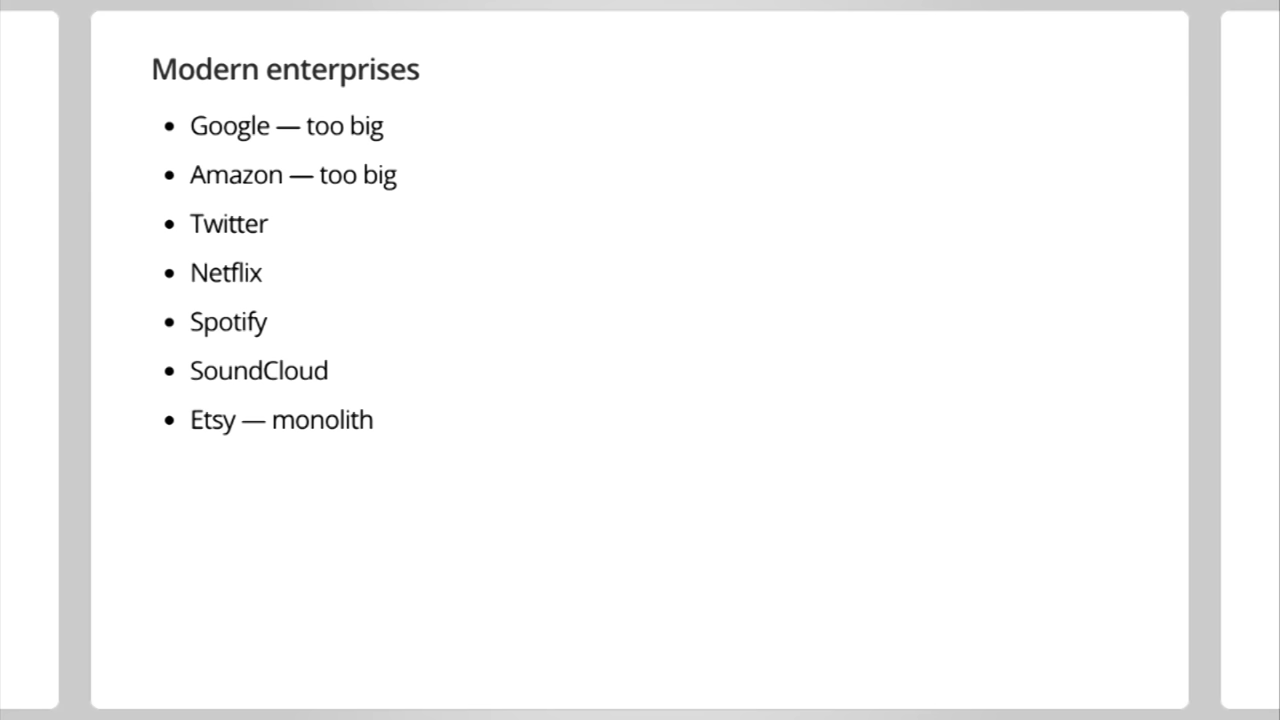 Modern enterprises
• Google — too big
• Amazon — too big
• Twitter
• Netflix
• Spotify
• SoundCloud
• Etsy — monolith